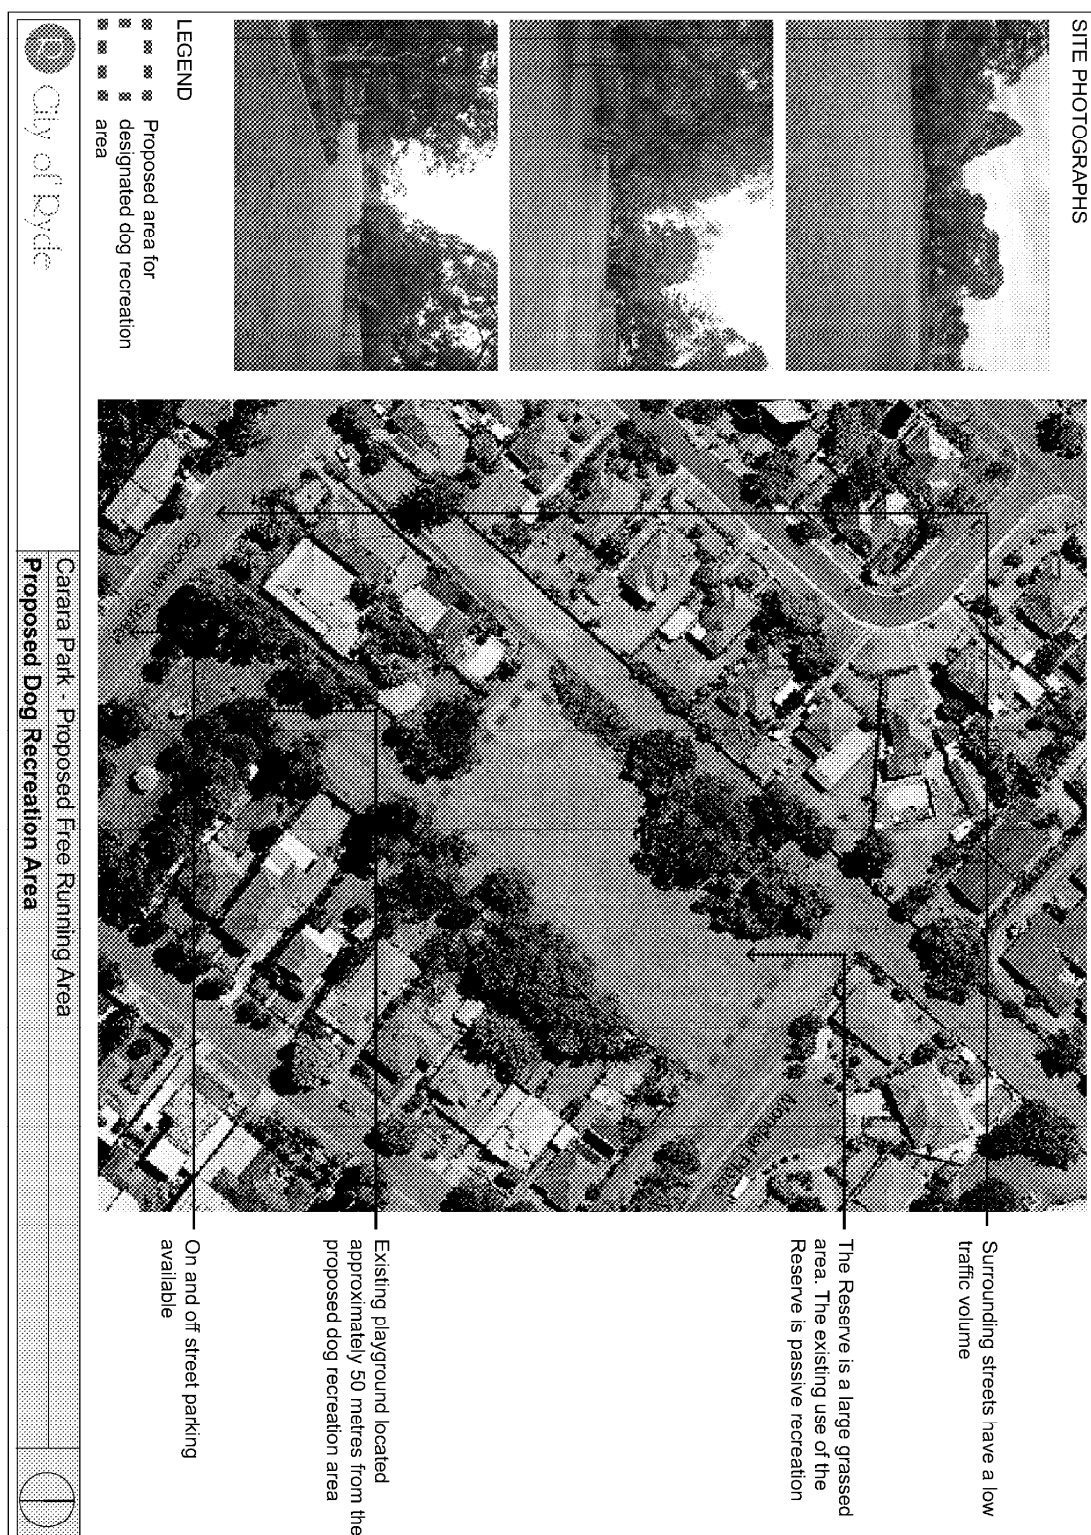 SITE PHOTOGRAPHS
LEGEND
Proposed area for
designated dog recreation
area
Surrounding streets have a low
traffic volume
The Reserve is a large grassed
area. The existing use of the
Reserve is passive recreation
Existing playground located
approximately 50 metres from the
proposed dog recreation area
On and off street parking
available
City of Ryde
Carara Park - Proposed Free Running Area
Proposed Dog Recreation Area